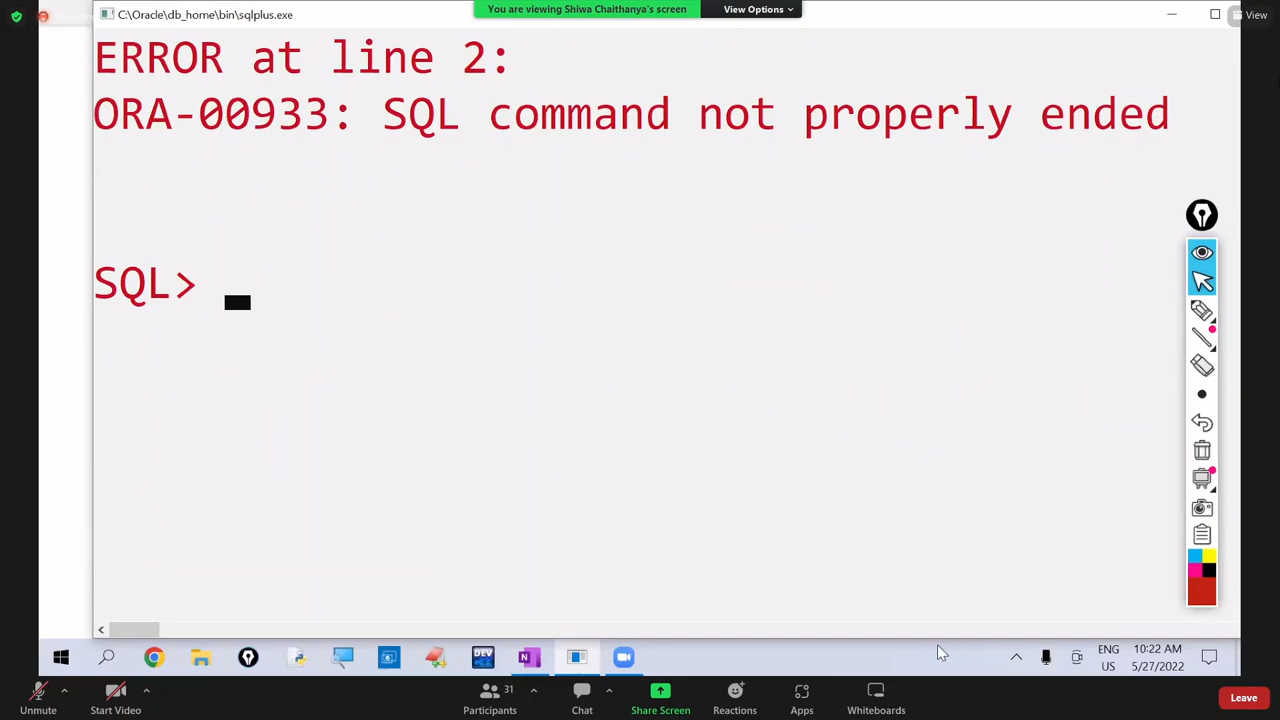 You are viewing Shiwa Chaithanya's screen
View Options
C:\Oracle\db_home\bin\sqlplus.exe
View
ERROR at line 2:
ORA-00933: SQL command not properly ended
SQL>
DEV
N
ENG
US
10:22 AM
5/27/2022
Unmute
Start Video
31
Participants
Chat
Share Screen
Reactions
Apps
Whiteboards
Leave